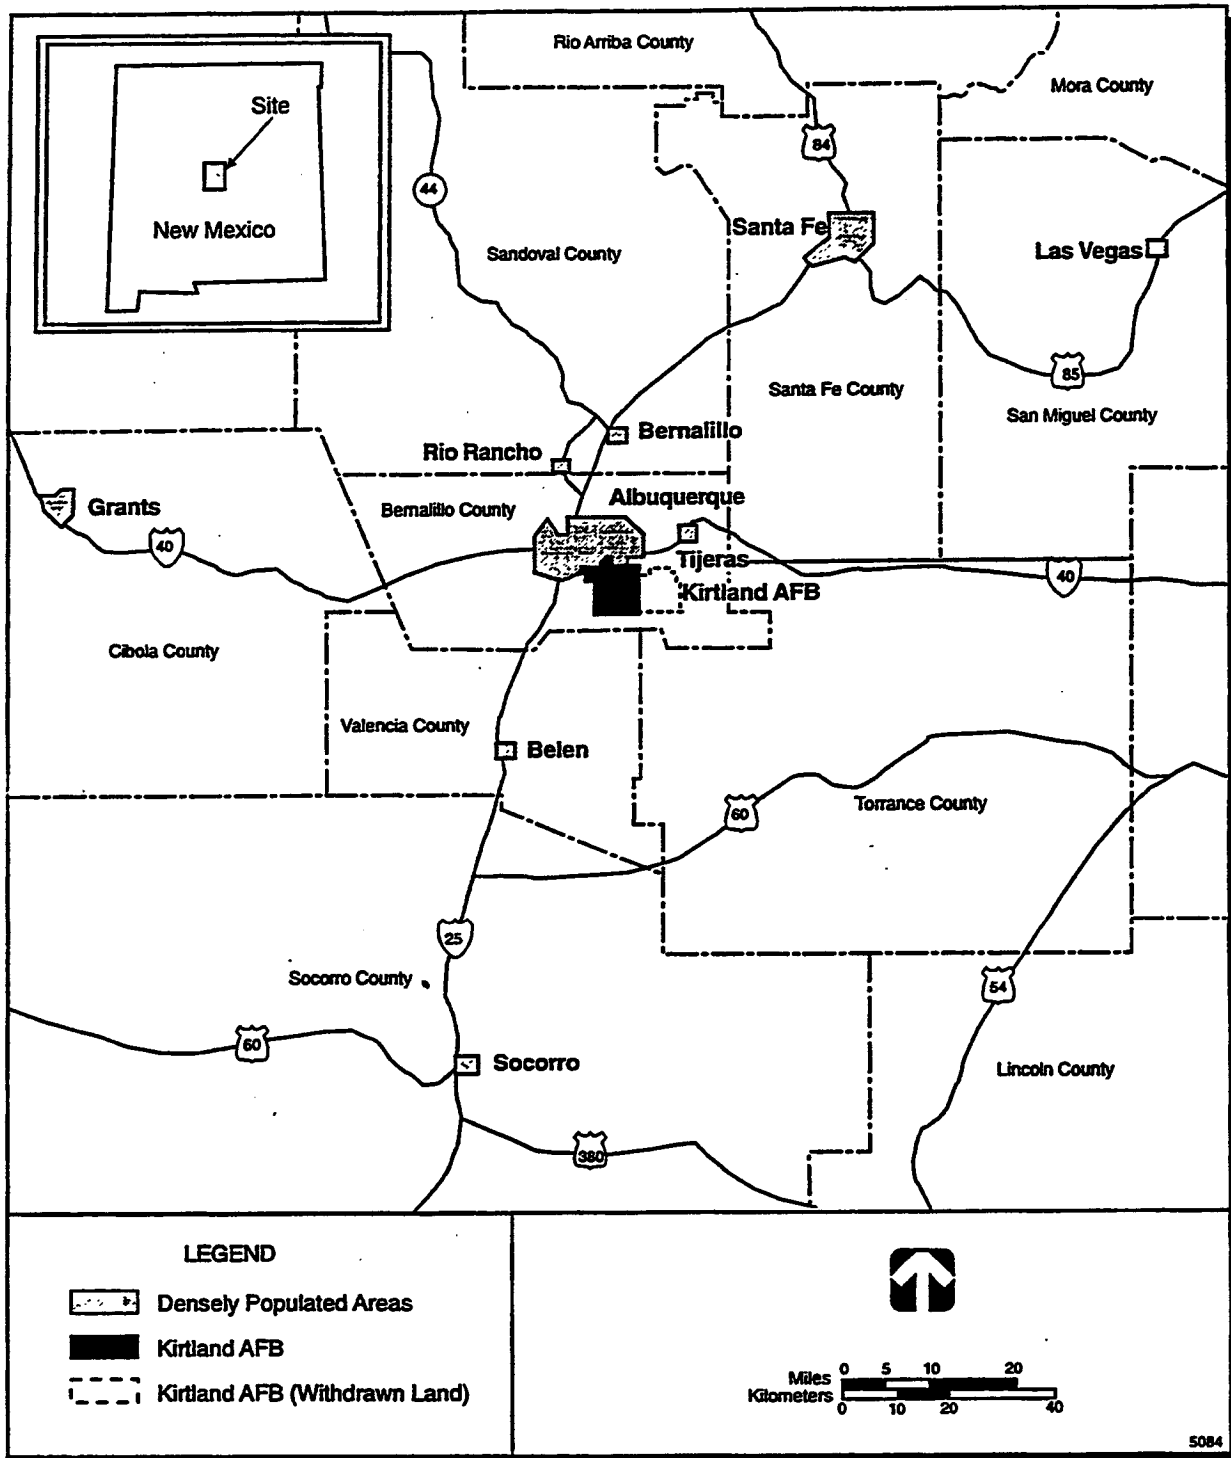 Rio Arriba County
Mora County
Site
New Mexico
84
44
Santa Fe
Las Vegas
Sandoval County
85
Santa Fe County
San Miguel County
Bernalillo
Rio Rancho
Albuquerque
Grants
Bernalillo County
40
Tijeras
40
Kirtland AFB
Cibola County
Valencia County
Belen
60
Torrance County
25
Socorro County
54
60
Socorro
Lincoln County
380
LEGEND
Densely Populated Areas
Kirtland AFB
Kirtland AFB (Withdrawn Land)
0 5 10 20
Miles
Kilometers
0 10 20 40
5084